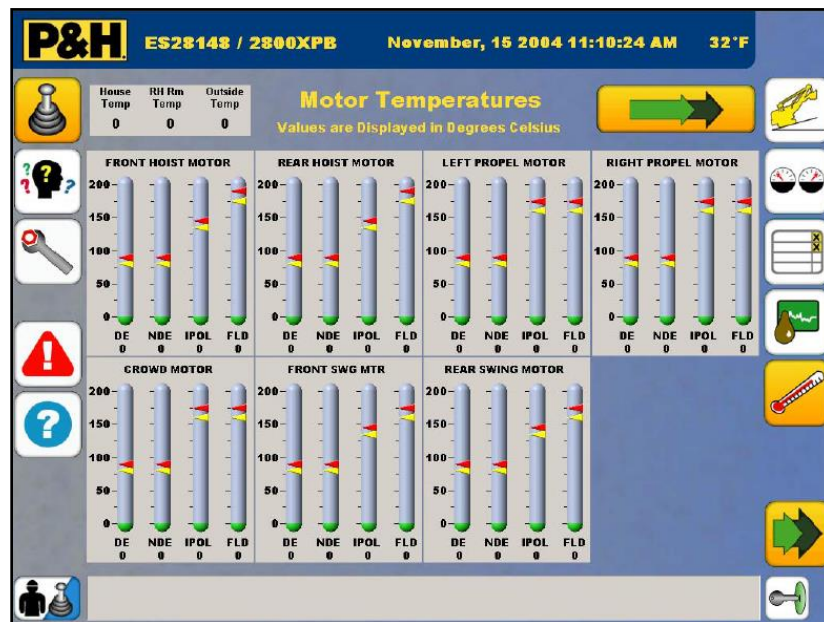 P&H ES28148 / 2800XPB November, 15 2004 11:10:24 AM 32°F
House Temp RH Rm Temp Outside Temp
0 0 0
Motor Temperatures
Values are Displayed in Degrees Celsius
FRONT HOIST MOTOR REAR HOIST MOTOR LEFT PROPEL MOTOR RIGHT PROPEL MOTOR
200 200 200 200
150 150 150 150
100 100 100 100
50 50 50 50
0 0 0 0
DE NDE IPOL FLD DE NDE IPOL FLD DE NDE IPOL FLD DE NDE IPOL FLD
0 0 0 0 0 0 0 0 0 0 0 0 0 0 0 0
CROWD MOTOR FRONT SWG MTR REAR SWING MOTOR
200 200 200
150 150 150
100 100 100
50 50 50
0 0 0
DE NDE IPOL FLD DE NDE IPOL FLD DE NDE IPOL FLD
0 0 0 0 0 0 0 0 0 0 0 0
? ? ?
X
X
!
?